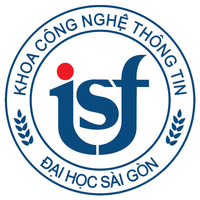 KHOA CÔNG NGHỆ THÔNG TIN
isf
ĐẠI HỌC SÀI GÒN